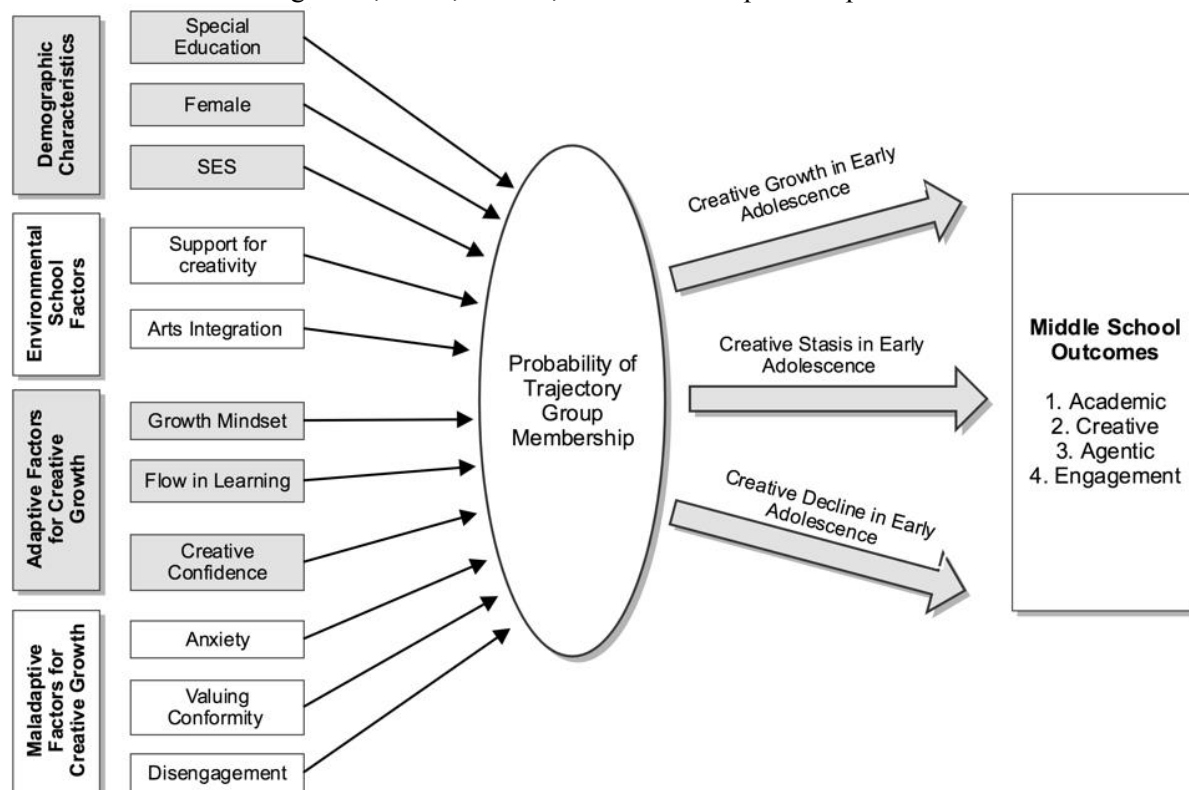 Demographic
Characteristics
Special
Education
Female
SES
Environmental
School
Factors
Support for
creativity
Arts Integration
Adaptive Factors
for Creative
Growth
Growth Mindset
Flow in Learning
Creative
Confidence
Maladaptive
Factors for
Creative Growth
Anxiety
Valuing
Conformity
Disengagement
Probability of
Trajectory
Group
Membership
Creative Growth in Early
Adolescence
Creative Stasis in Early
Adolescence
Creative Decline in Early
Adolescence
Middle School
Outcomes
1. Academic
2. Creative
3. Agentic
4. Engagement